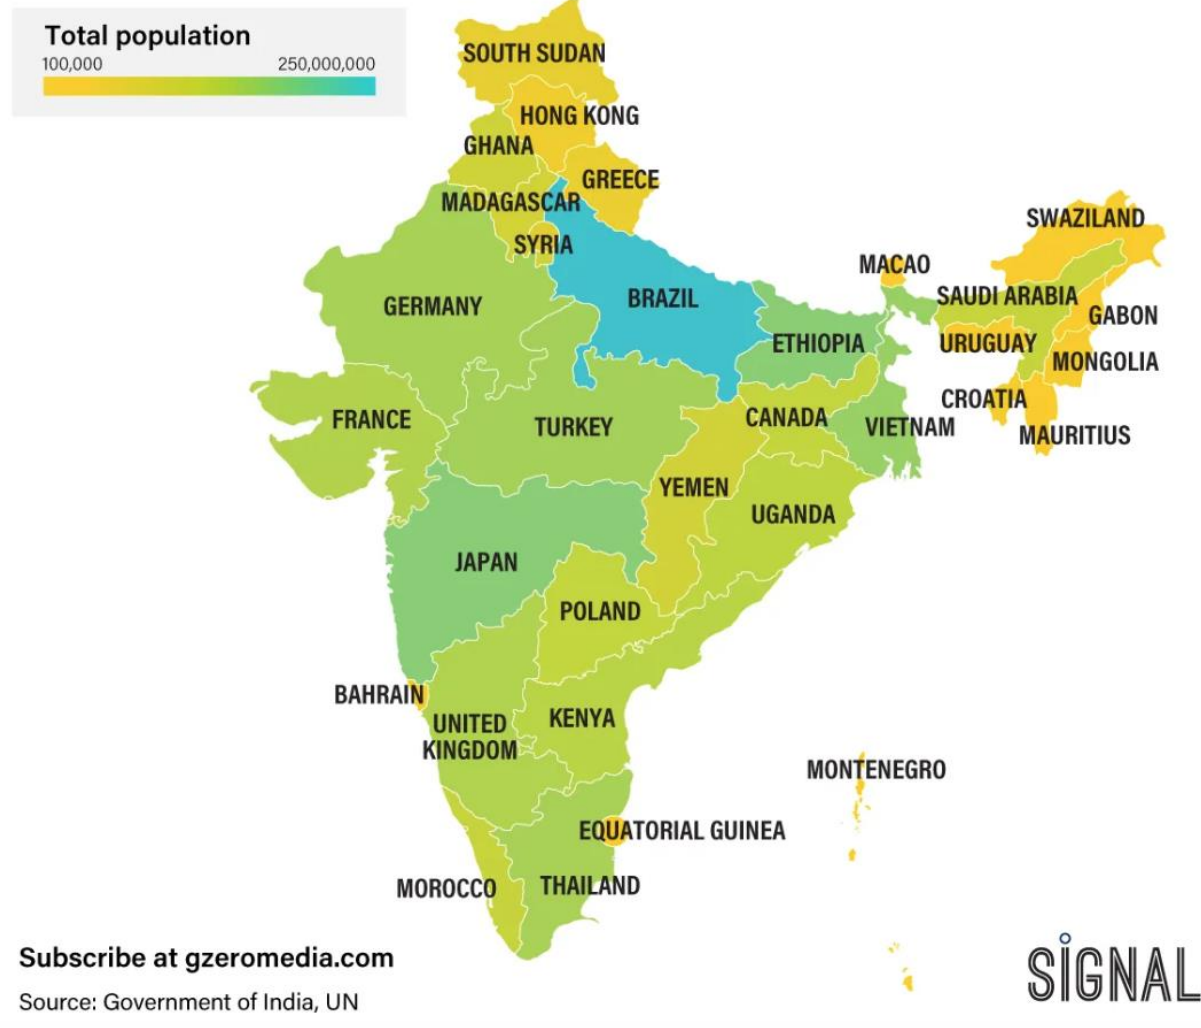 Total population
100,000 250,000,000
SOUTH SUDAN
HONG KONG
GHANA
GREECE
MADAGASCAR
SYRIA
SWAZILAND
MACAO
BRAZIL
SAUDI ARABIA
GERMANY
GABON
ETHIOPIA
URUGUAY
MONGOLIA
CROATIA
FRANCE
TURKEY
CANADA
VIETNAM
MAURITIUS
YEMEN
UGANDA
JAPAN
POLAND
BAHRAIN
UNITED
KINGDOM
KENYA
MONTENEGRO
EQUATORIAL GUINEA
MOROCCO
THAILAND
Subscribe at gzeromedia.com
Source: Government of India, UN
SIGNAL